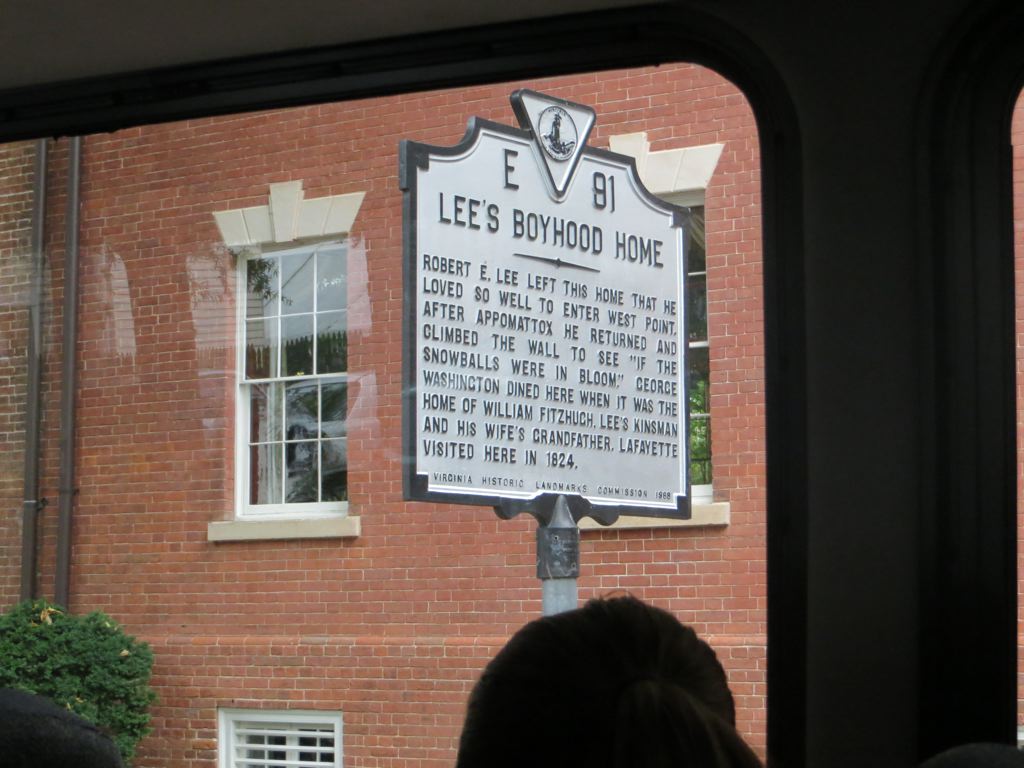 E 91
LEE'S BOYHOOD HOME
ROBERT E. LEE LEFT THIS HOME THAT HE
LOVED SO WELL TO ENTER WEST POINT.
AFTER APPOMATTOX HE RETURNED AND
CLIMBED THE WALL TO SEE "IF THE
SNOWBALLS WERE IN BLOOM." GEORGE
WASHINGTON DINED HERE WHEN IT WAS THE
HOME OF WILLIAM FITZHUGH, LEE'S KINSMAN
AND HIS WIFE'S GRANDFATHER. LAFAYETTE
VISITED HERE IN 1824.
VIRGINIA HISTORIC LANDMARKS COMMISSION 1968